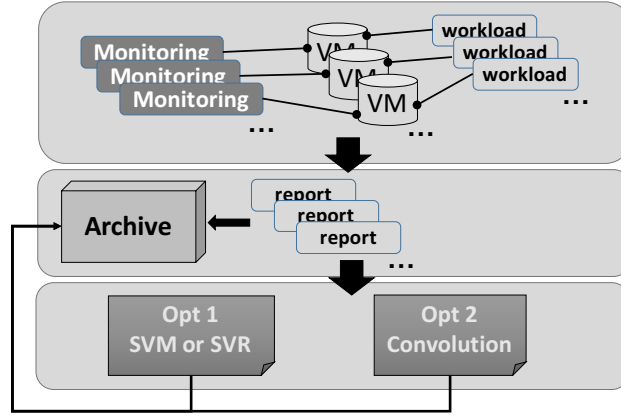 Monitoring
Monitoring
Monitoring
...
VM
VM
VM
...
workload
workload
workload
...
Archive
report
report
report
...
Opt 1
SVM or SVR
Opt 2
Convolution